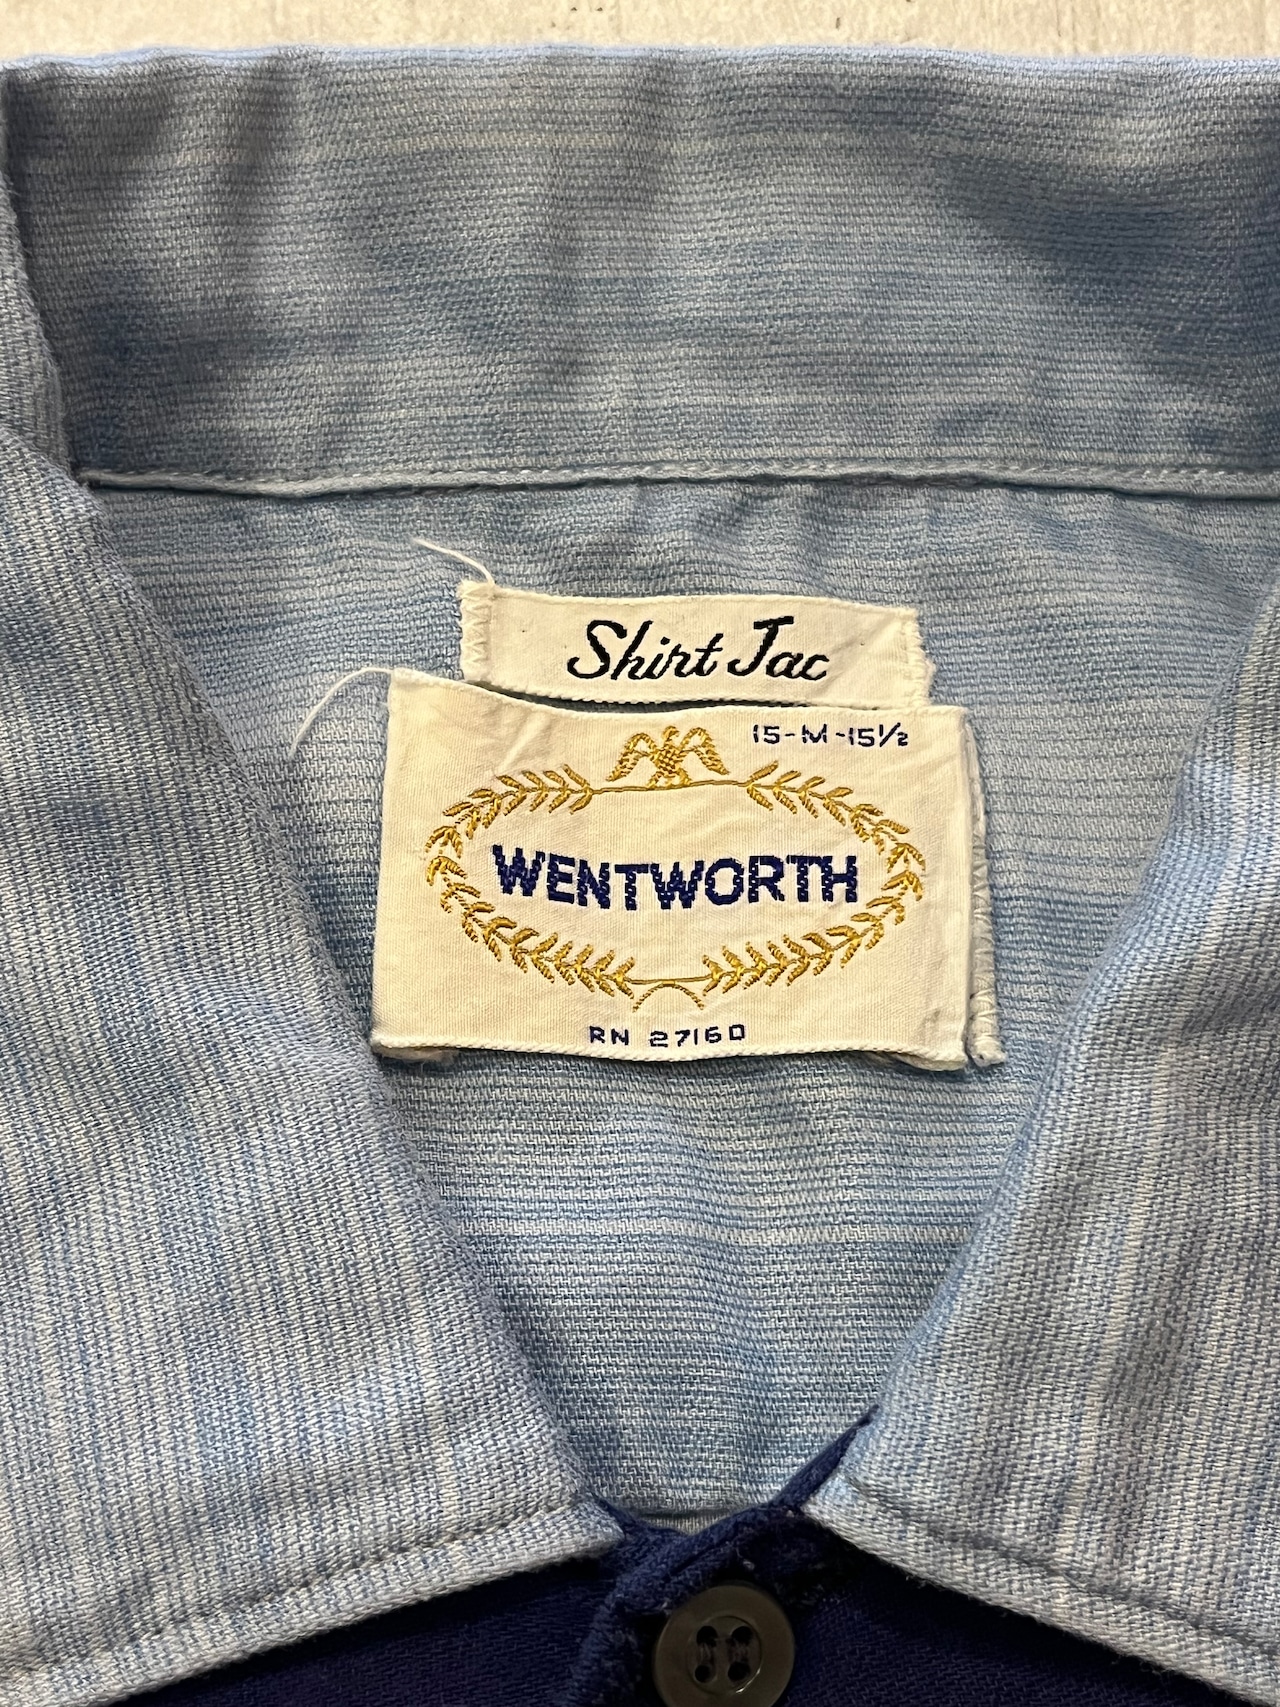 Shirt Jac
15-M-15½
WENTWORTH
RN 27160